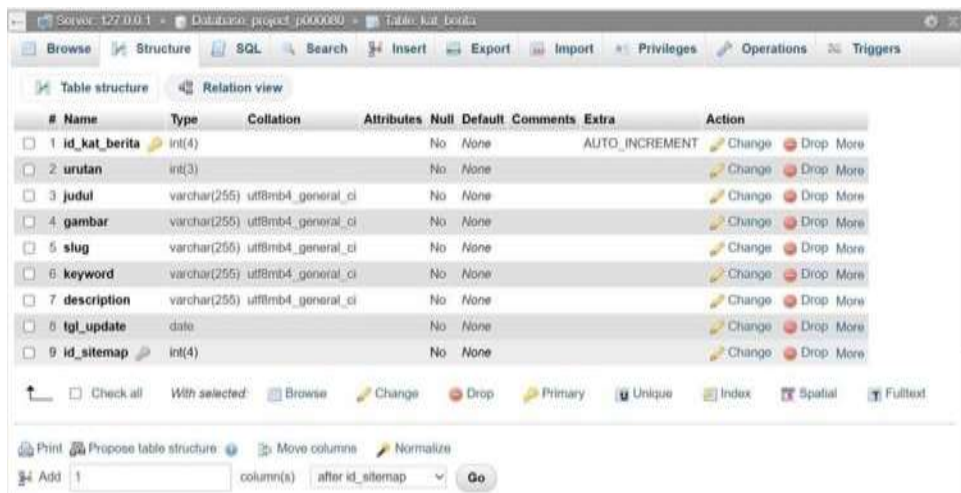 Server: 127.0.0.1 » Database: project_p000080 » Table: kat_berita
Browse Structure SQL Search Insert Export Import Privileges Operations Triggers
Table structure Relation view
# Name Type Collation Attributes Null Default Comments Extra Action
1 id_kat_berita int(4) No None AUTO_INCREMENT Change Drop More
2 urutan int(3) No None Change Drop More
3 judul varchar(255) utf8mb4_general_ci No None Change Drop More
4 gambar varchar(255) utf8mb4_general_ci No None Change Drop More
5 slug varchar(255) utf8mb4_general_ci No None Change Drop More
6 keyword varchar(255) utf8mb4_general_ci No None Change Drop More
7 description varchar(255) utf8mb4_general_ci No None Change Drop More
8 tgl_update date No None Change Drop More
9 id_sitemap int(4) No None Change Drop More
Check all With selected: Browse Change Drop Primary Unique Index Spatial Fulltext
Print Propose table structure Move columns Normalize
Add 1 column(s) after id_sitemap Go